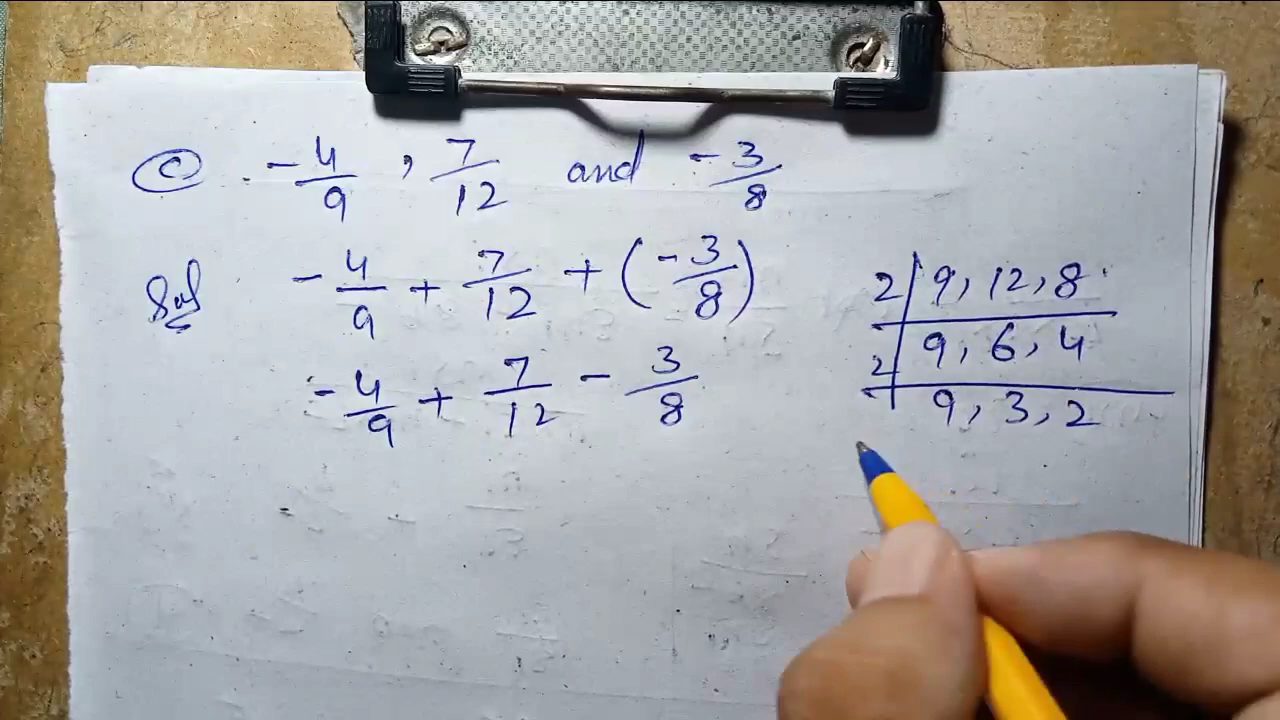 (c) -4/9 , 7/12 and -3/8
Sol -4/9 + 7/12 + (-3/8)
-4/9 + 7/12 - 3/8
2 | 9, 12, 8
2 | 9, 6, 4
9, 3, 2